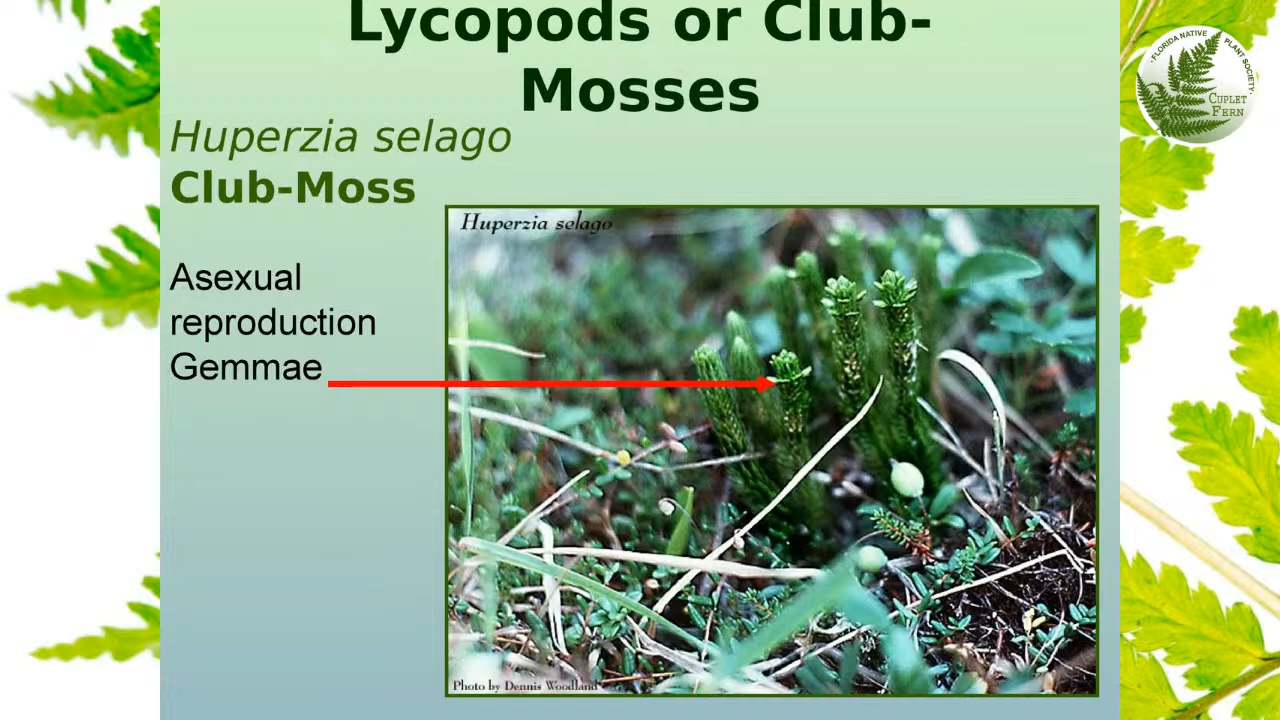 Lycopods or Club-
Mosses
Huperzia selago
Club-Moss
Asexual
reproduction
Gemmae
Huperzia selago
Photo by Dennis Woodland
· FLORIDA NATIVE PLANT SOCIETY ·
CUPLET
FERN